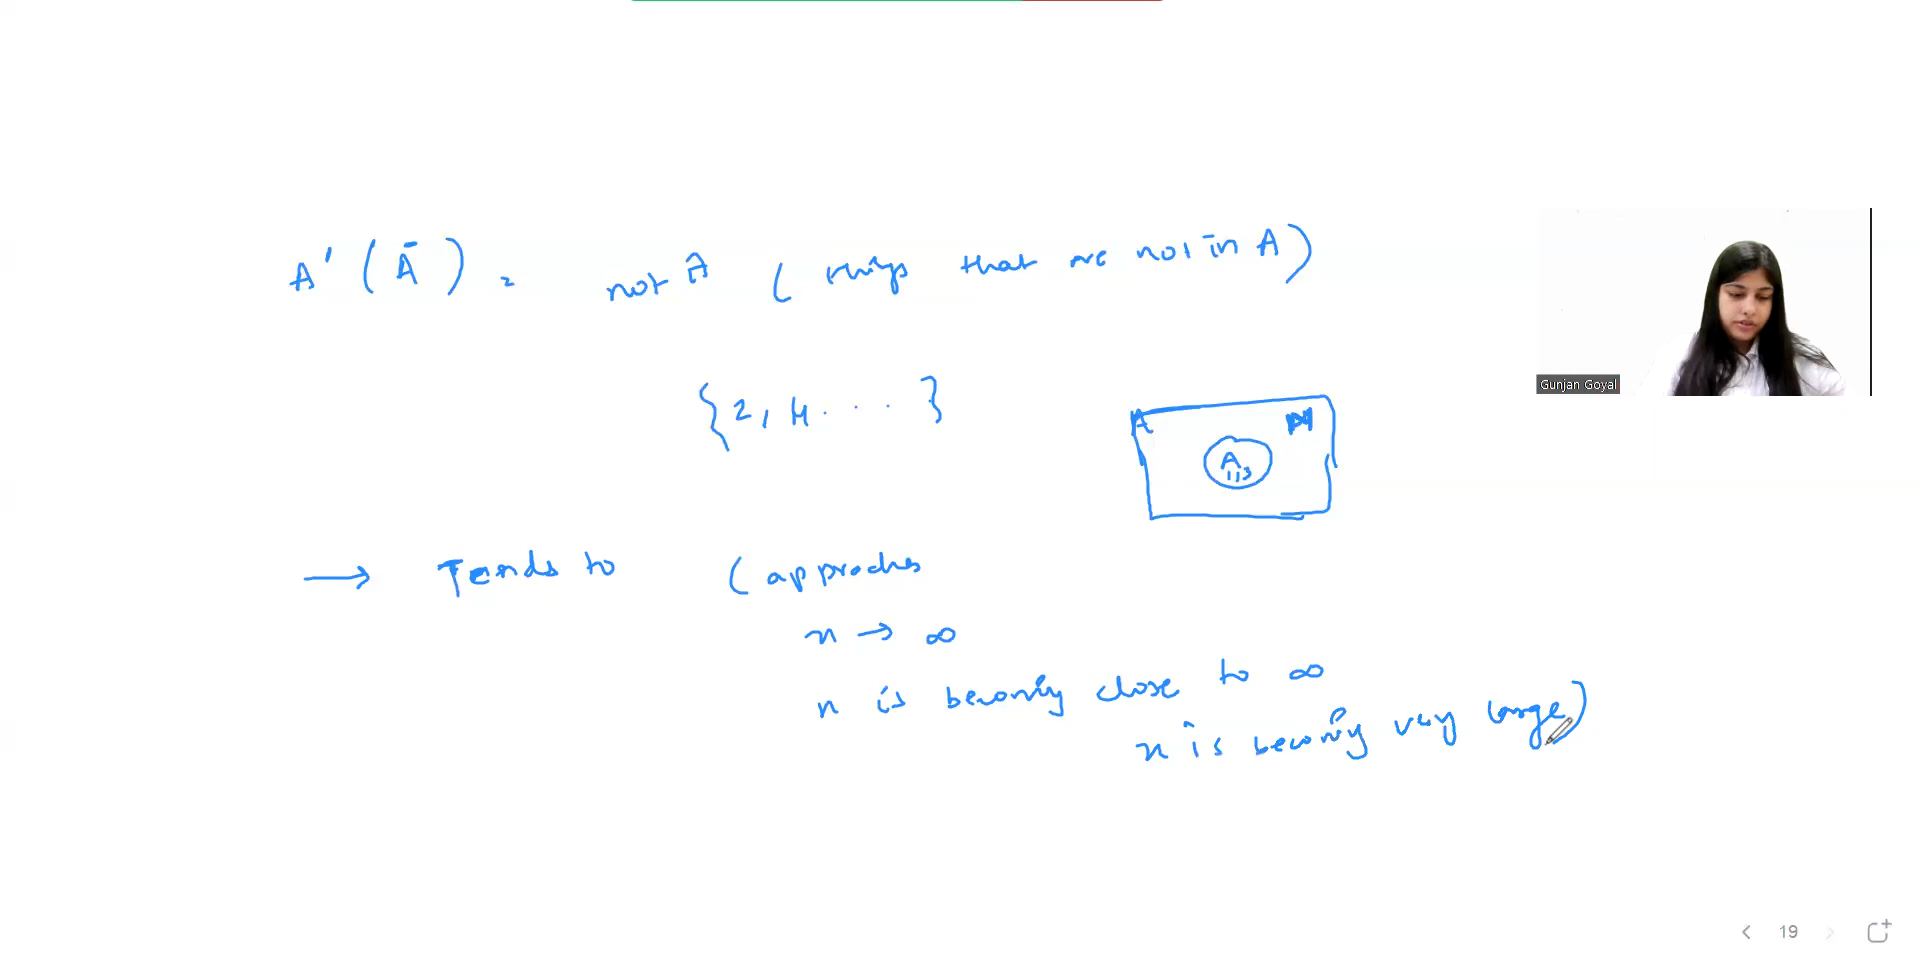 A' ( Ā ) = not A ( things that are not in A )
{ 2, 4 . . . . }
A
A
1,3
→ Tends to ( approches
n → ∞
n is becoming close to ∞
n is becoming very large )
Gunjan Goyal
19